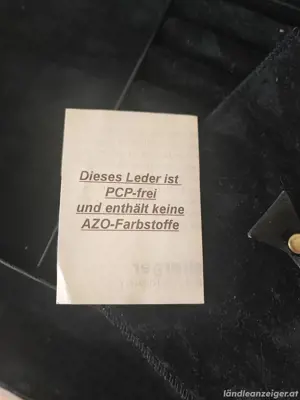 Dieses Leder ist
PCP-frei
und enthält keine
AZO-Farbstoffe
ländleanzeiger.at